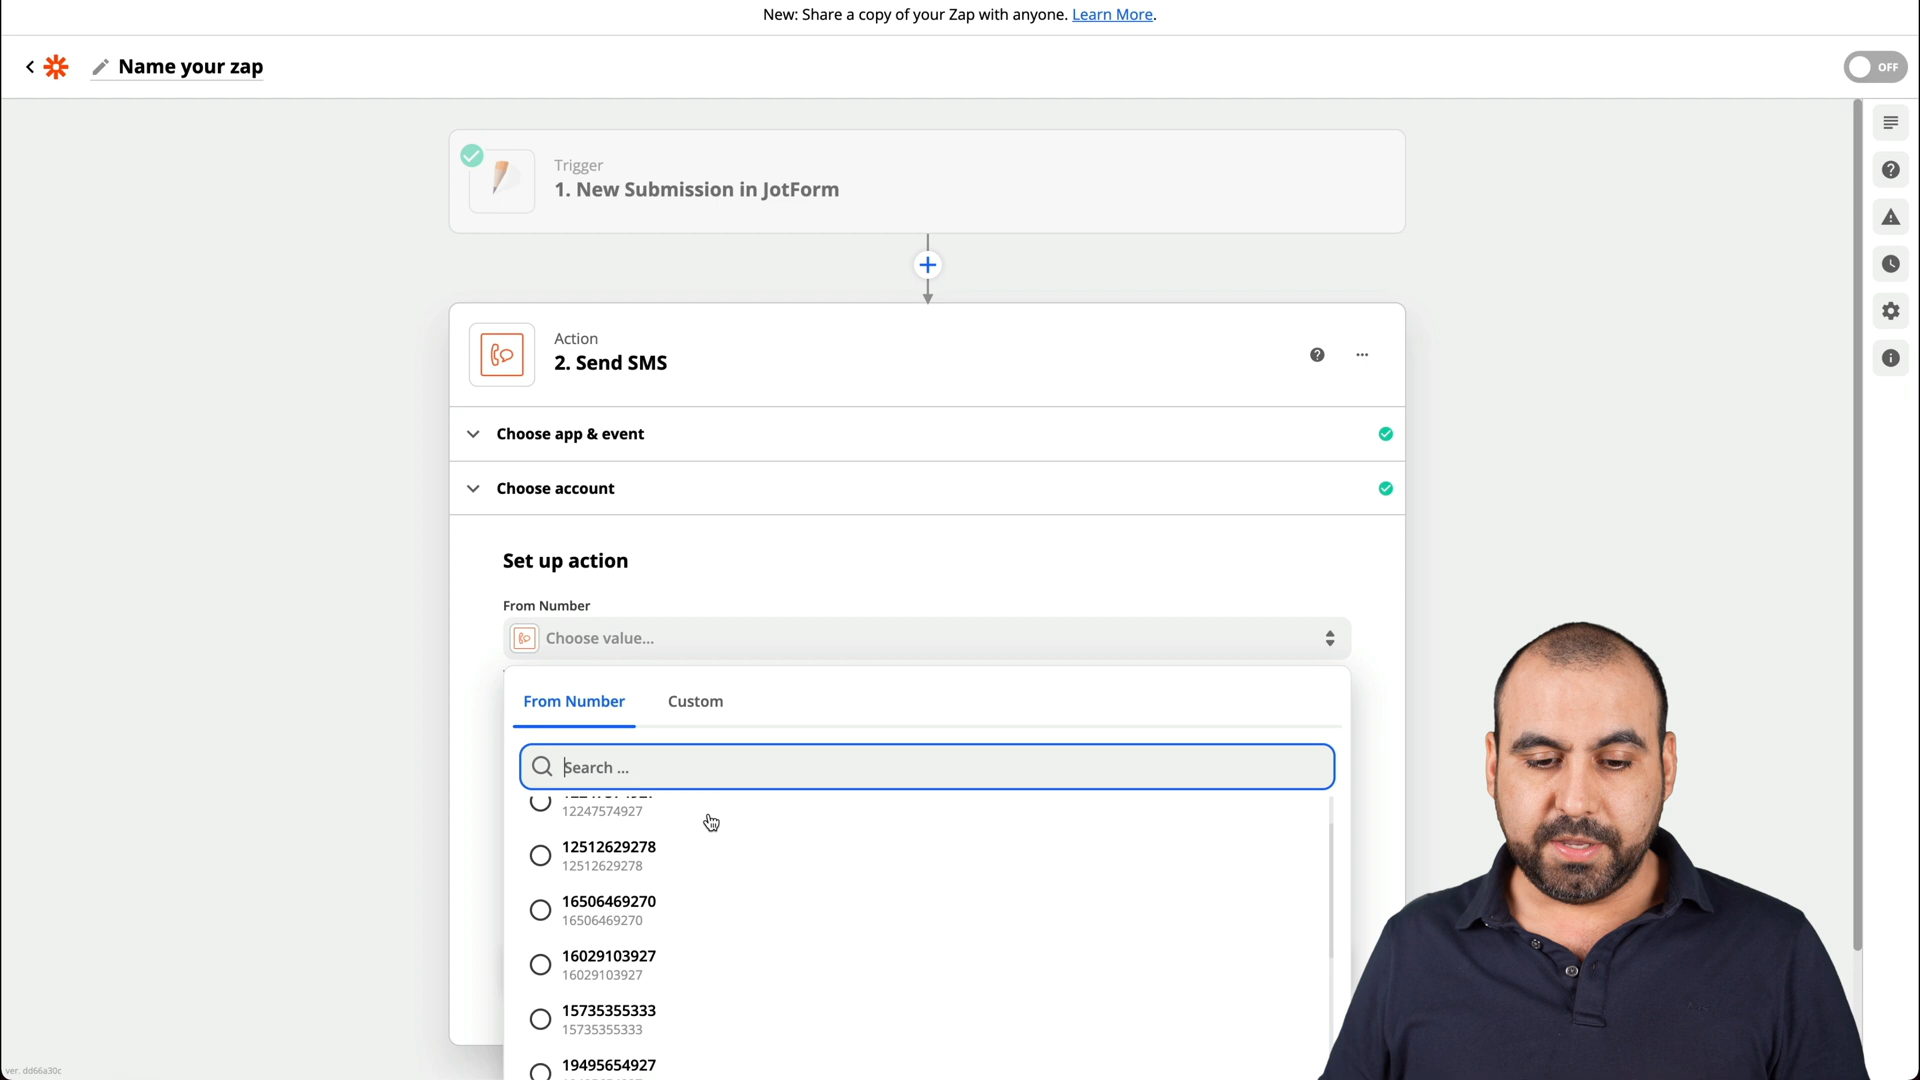 New: Share a copy of your Zap with anyone. Learn More.
Name your zap
OFF
Trigger
1. New Submission in JotForm
Action
2. Send SMS
Choose app & event
Choose account
Set up action
From Number
Choose value...
From Number Custom
Search ...
12247574927
12512629278
12512629278
16506469270
16506469270
16029103927
16029103927
15735355333
15735355333
19495654927
ver. dd66a30c